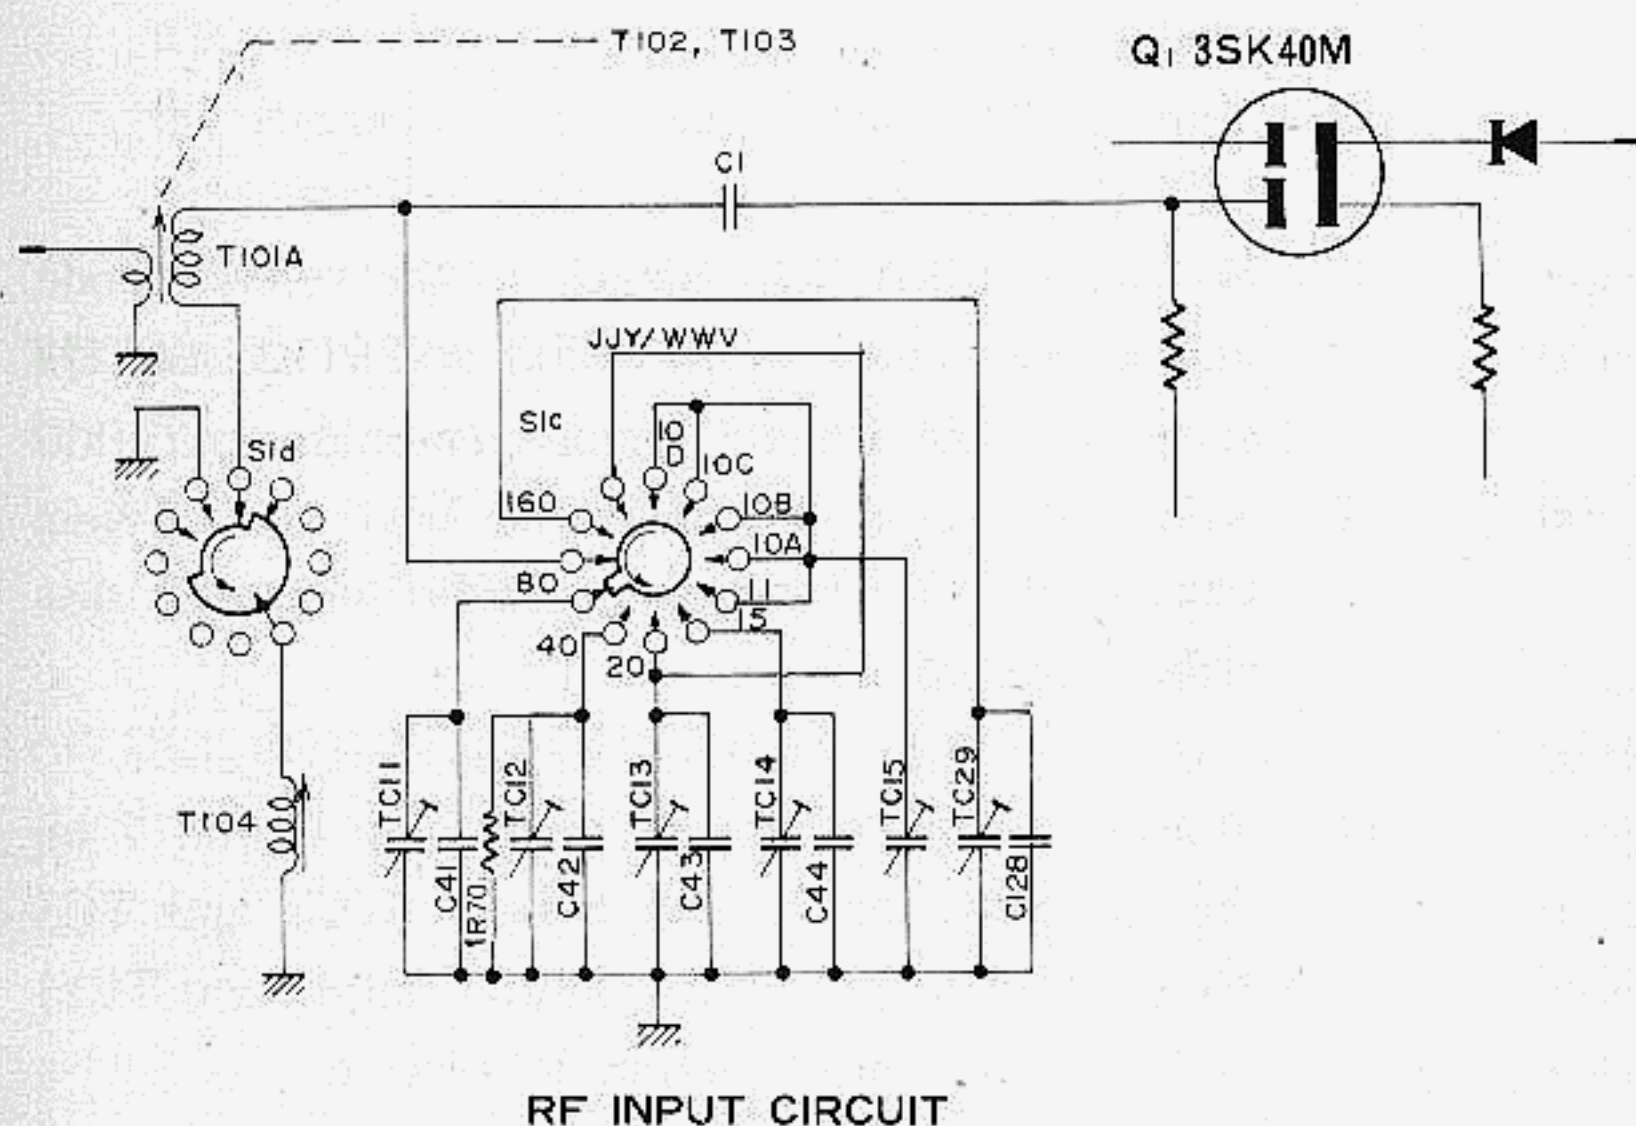 T102, T103
Q1 3SK40M
C1
T101A
JJY/WWV
S1c
10
D
10C
S1d
160
10B
10A
80
11
15
40
20
T104
TC11
C41
R70
TC12
C42
TC13
C43
TC14
C44
TC15
TC29
C128
RF INPUT CIRCUIT